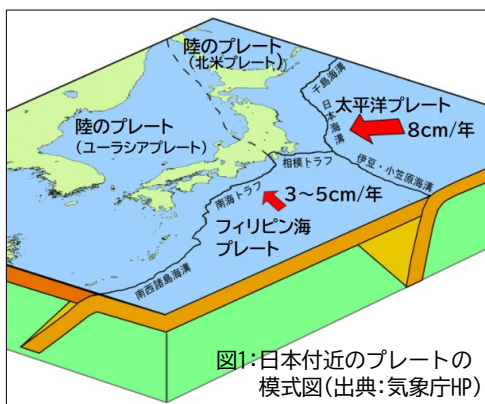 陸のプレート
(北米プレート)
千島海溝
日本海溝
太平洋プレート
8cm/年
陸のプレート
(ユーラシアプレート)
相模トラフ
伊豆・小笠原海溝
南海トラフ
3～5cm/年
フィリピン海
プレート
南西諸島海溝
図1:日本付近のプレートの
模式図(出典:気象庁HP)